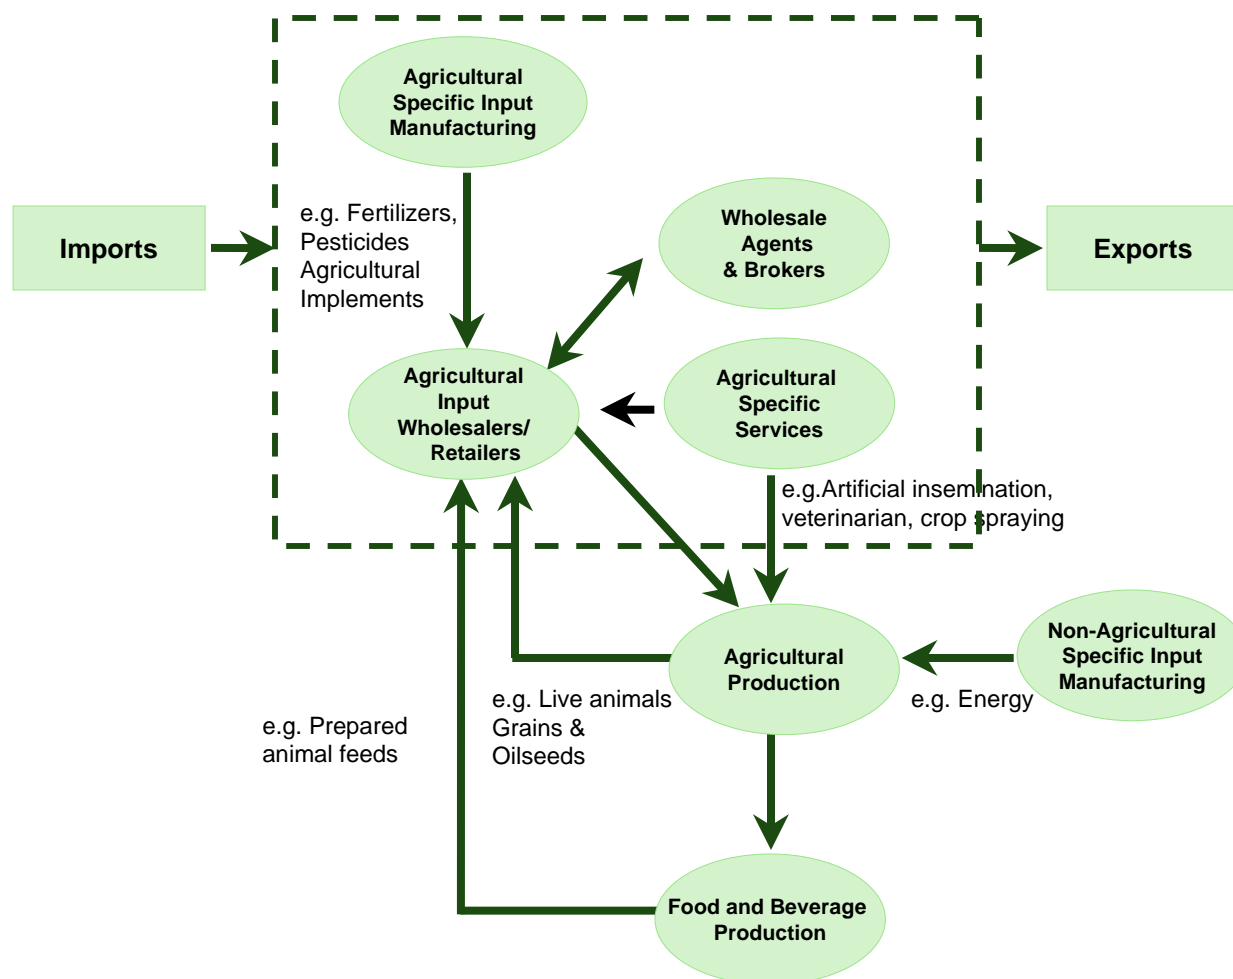 Agricultural
Specific Input
Manufacturing
Imports
e.g. Fertilizers,
Pesticides
Agricultural
Implements
Wholesale
Agents
& Brokers
Exports
Agricultural
Input
Wholesalers/
Retailers
Agricultural
Specific
Services
e.g.Artificial insemination,
veterinarian, crop spraying
Agricultural
Production
Non-Agricultural
Specific Input
Manufacturing
e.g. Energy
e.g. Live animals
Grains &
Oilseeds
e.g. Prepared
animal feeds
Food and Beverage
Production